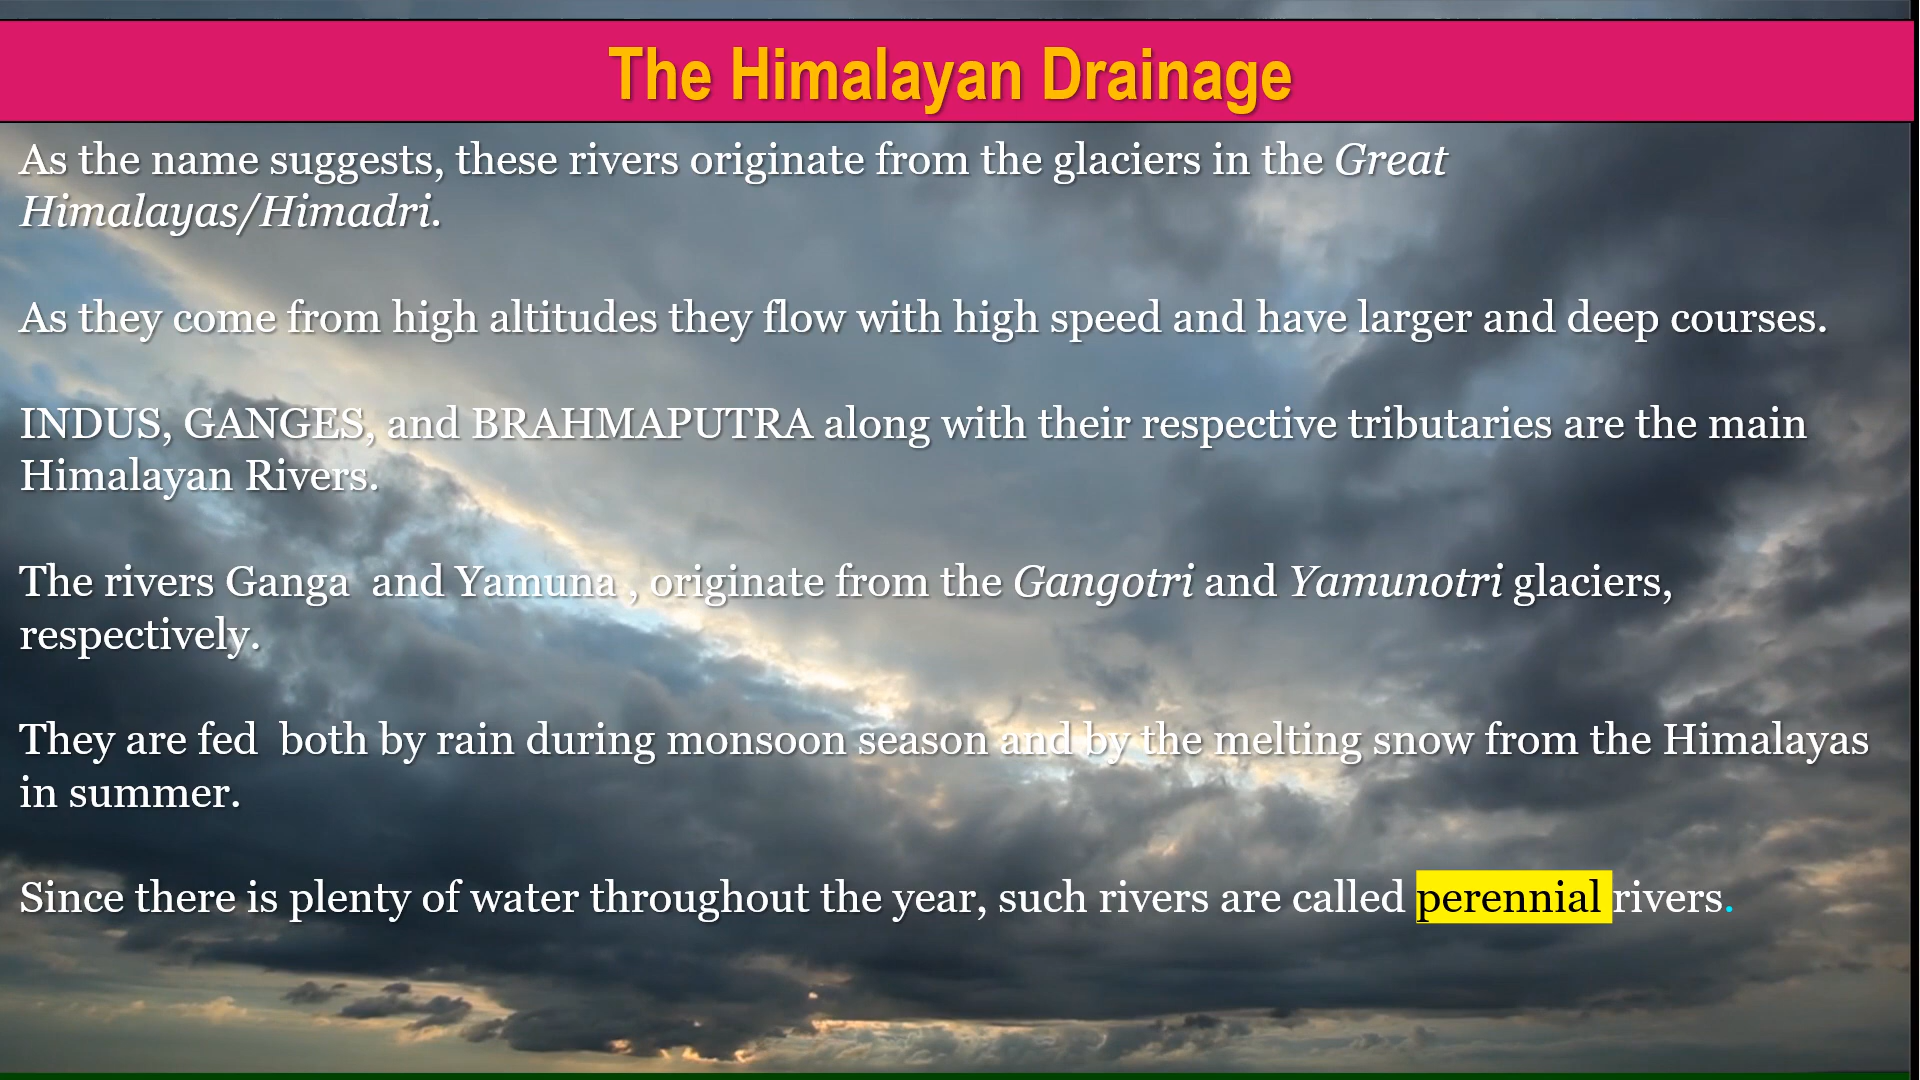 The Himalayan Drainage
As the name suggests, these rivers originate from the glaciers in the Great
Himalayas/Himadri.
As they come from high altitudes they flow with high speed and have larger and deep courses.
INDUS, GANGES, and BRAHMAPUTRA along with their respective tributaries are the main
Himalayan Rivers.
The rivers Ganga  and Yamuna , originate from the Gangotri and Yamunotri glaciers,
respectively.
They are fed  both by rain during monsoon season and by the melting snow from the Himalayas
in summer.
Since there is plenty of water throughout the year, such rivers are called perennial rivers.